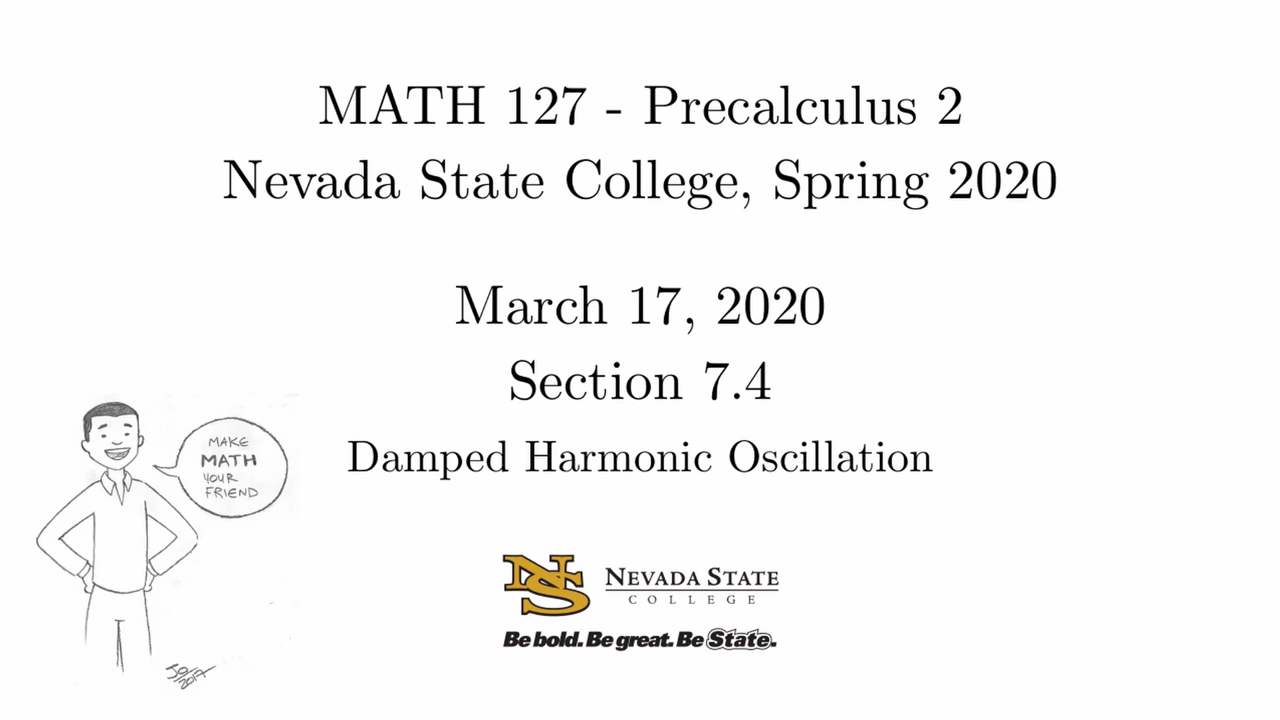 MATH 127 - Precalculus 2
Nevada State College, Spring 2020
March 17, 2020
Section 7.4
Damped Harmonic Oscillation
MAKE
MATH
YOUR
FRIEND
NS
NEVADA STATE
COLLEGE
Be bold. Be great. Be State.